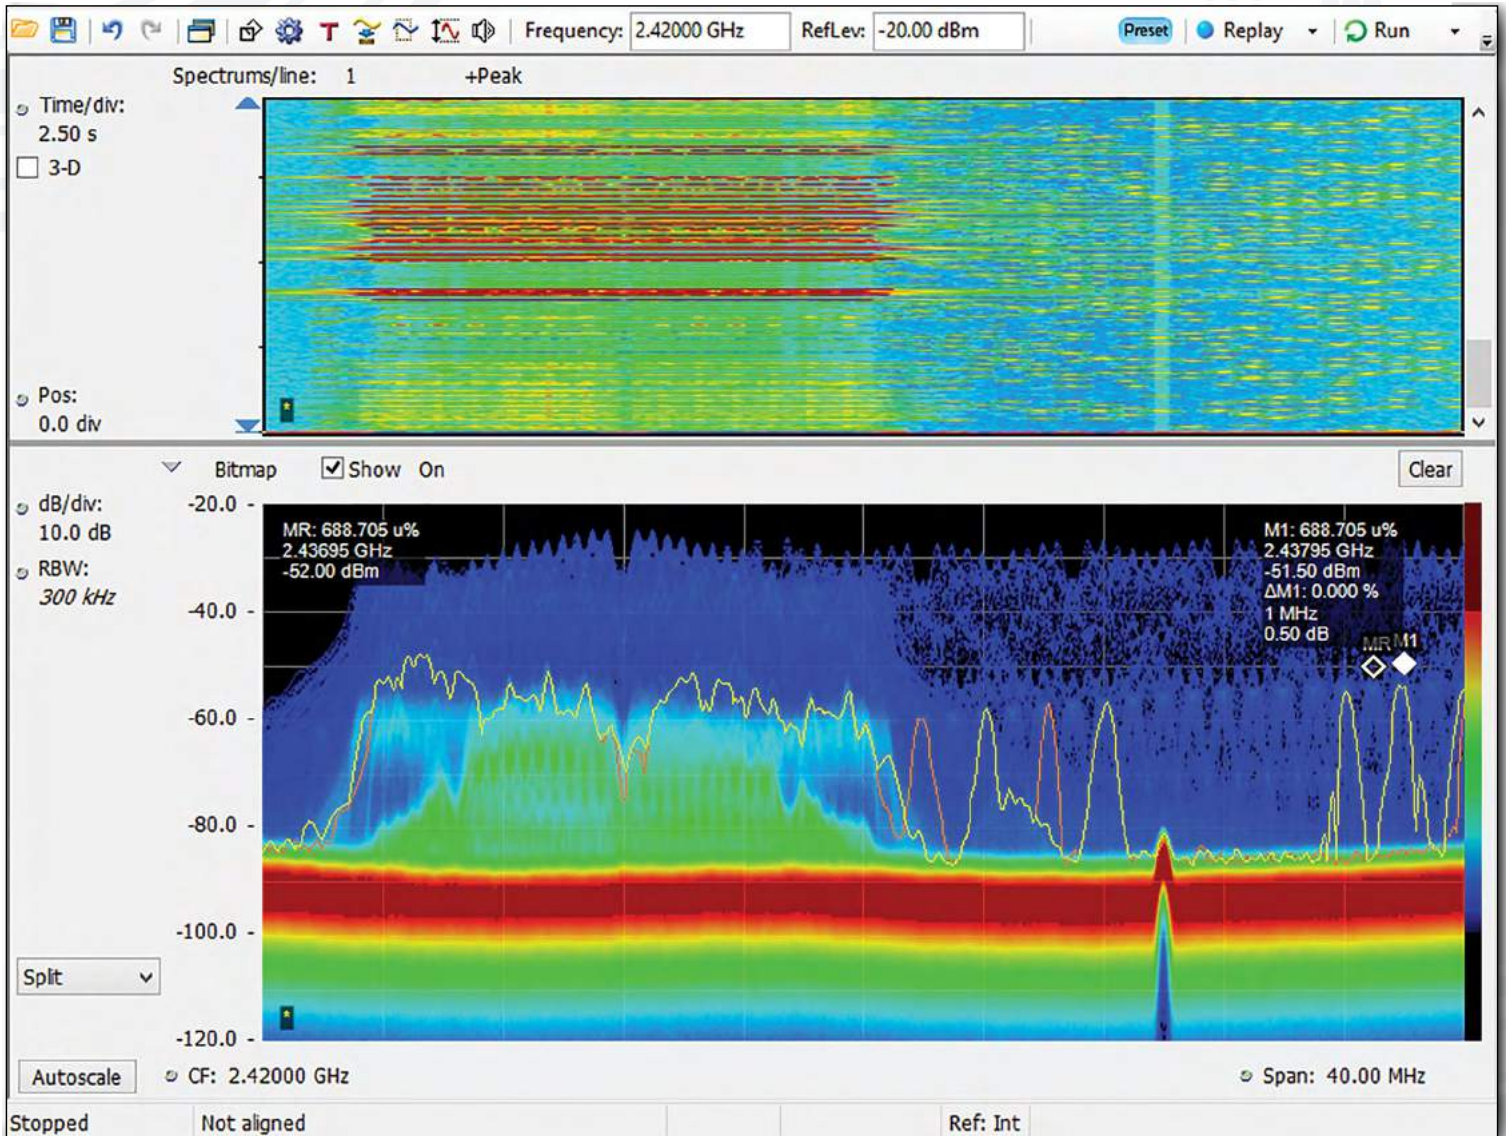 T Frequency: 2.42000 GHz RefLev: -20.00 dBm Preset Replay Run
Spectrums/line: 1 +Peak
Time/div:
2.50 s
3-D
Pos:
0.0 div
Bitmap Show On Clear
dB/div:
10.0 dB
RBW:
300 kHz
-20.0 -
-40.0 -
-60.0 -
-80.0 -
-100.0 -
-120.0 -
MR: 688.705 u%
2.43695 GHz
-52.00 dBm
M1: 688.705 u%
2.43795 GHz
-51.50 dBm
ΔM1: 0.000 %
1 MHz
0.50 dB
MR M1
Split
Autoscale CF: 2.42000 GHz Span: 40.00 MHz
Stopped Not aligned Ref: Int